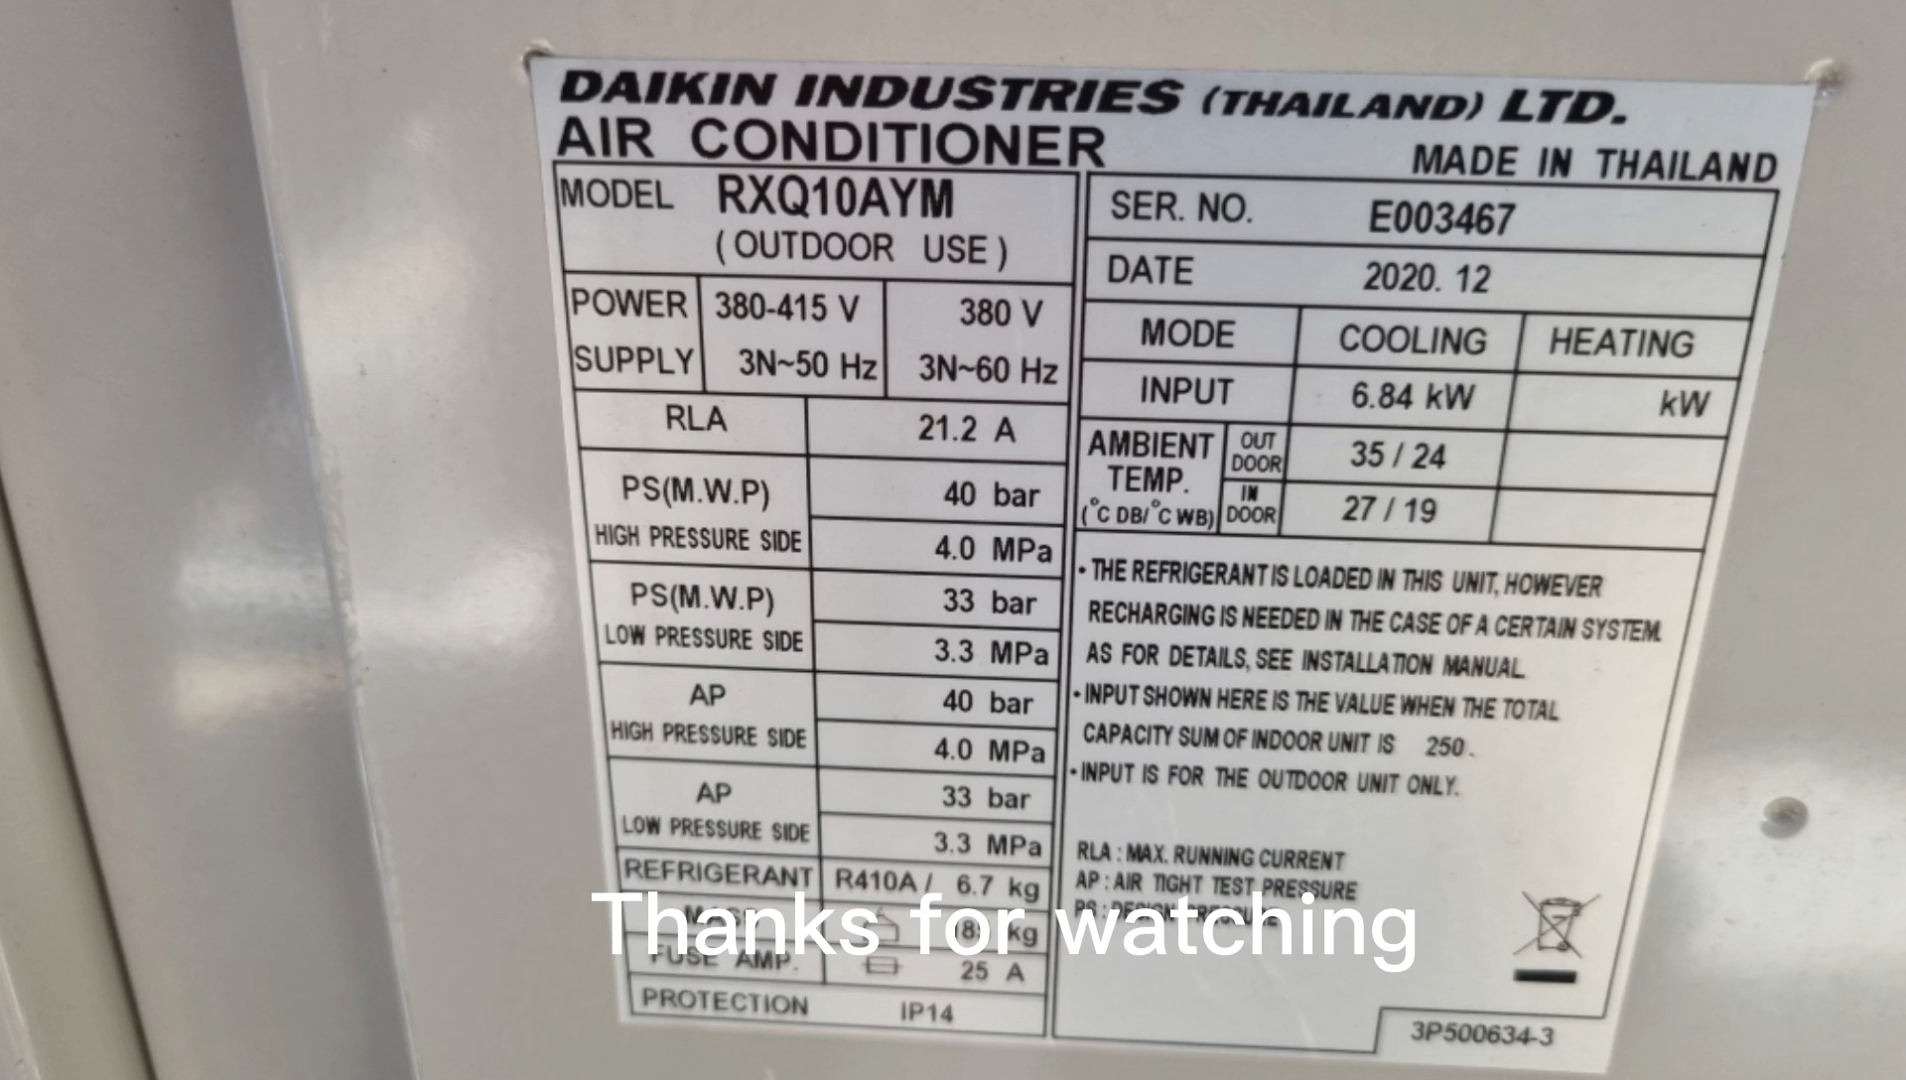 DAIKIN INDUSTRIES (THAILAND) LTD.
AIR CONDITIONER
MADE IN THAILAND
MODEL RXQ10AYM
(OUTDOOR USE)
POWER SUPPLY
380-415 V
3N~50 Hz
380 V
3N~60 Hz
RLA 21.2 A
PS(M.W.P)
HIGH PRESSURE SIDE
40 bar
4.0 MPa
PS(M.W.P)
LOW PRESSURE SIDE
33 bar
3.3 MPa
AP
HIGH PRESSURE SIDE
40 bar
4.0 MPa
AP
LOW PRESSURE SIDE
33 bar
3.3 MPa
REFRIGERANT R410A / 6.7 kg
kg
FUSE AMP. 25 A
PROTECTION IP14
SER. NO. E003467
DATE 2020. 12
MODE COOLING HEATING
INPUT 6.84 kW kW
AMBIENT TEMP.
(°C DB/°C WB)
OUT DOOR 35 / 24
IN DOOR 27 / 19
• THE REFRIGERANT IS LOADED IN THIS UNIT, HOWEVER
RECHARGING IS NEEDED IN THE CASE OF A CERTAIN SYSTEM.
AS FOR DETAILS, SEE INSTALLATION MANUAL.
• INPUT SHOWN HERE IS THE VALUE WHEN THE TOTAL
CAPACITY SUM OF INDOOR UNIT IS 250.
• INPUT IS FOR THE OUTDOOR UNIT ONLY.
RLA : MAX. RUNNING CURRENT
AP : AIR TIGHT TEST PRESSURE
PS : DESIGN PRESSURE
3P500634-3
Thanks for watching